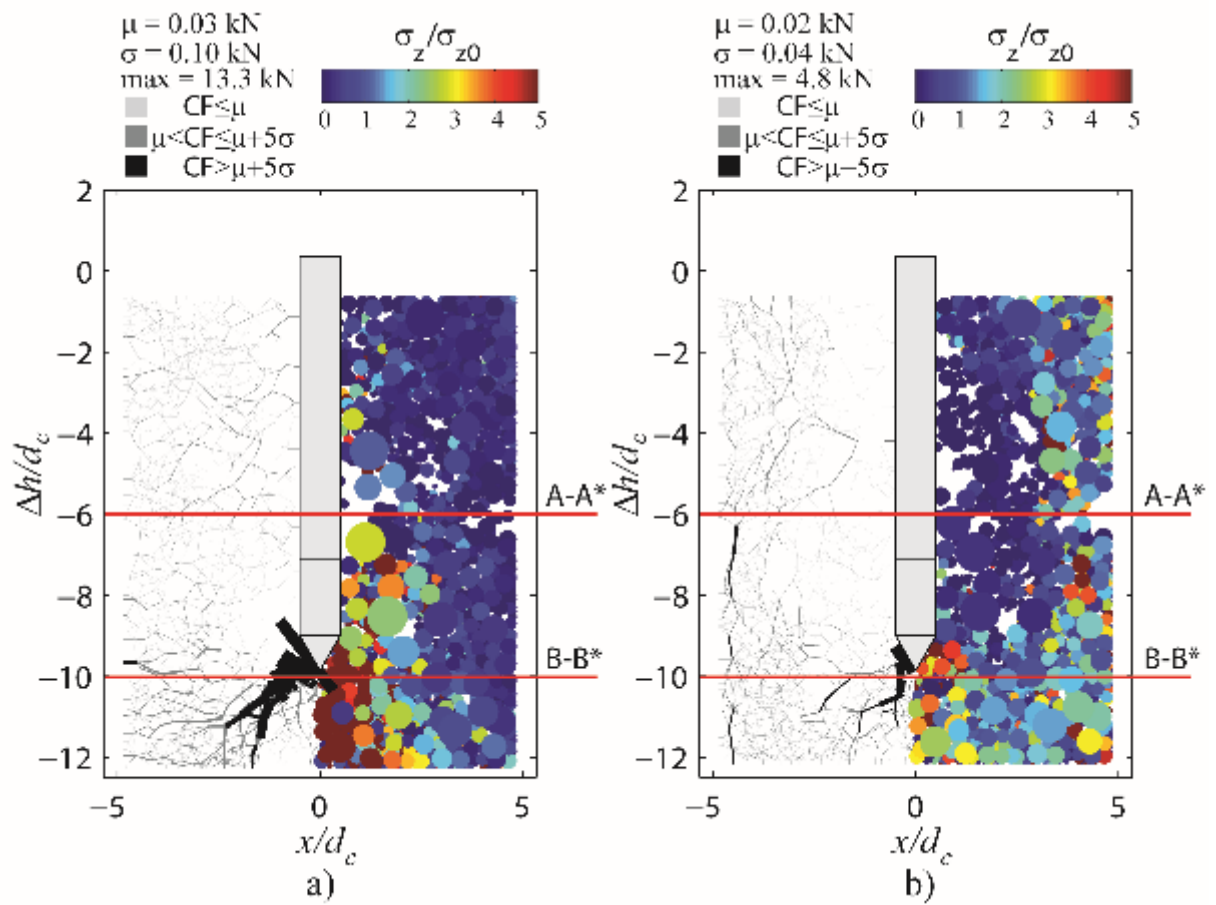 μ = 0.03 kN
σ = 0.10 kN
max = 13.3 kN
CF≤μ
μ<CF≤μ+5σ
CF>μ+5σ
σz/σz0
0 1 2 3 4 5
2
0
−2
−4
−6
−8
−10
−12
Δh/dc
A-A*
B-B*
−5 0 5
x/dc
a)
μ = 0.02 kN
σ = 0.04 kN
max = 4.8 kN
CF≤μ
μ<CF≤μ+5σ
CF>μ−5σ
σz/σz0
0 1 2 3 4 5
2
0
−2
−4
−6
−8
−10
−12
Δh/dc
A-A*
B-B*
−5 0 5
x/dc
b)